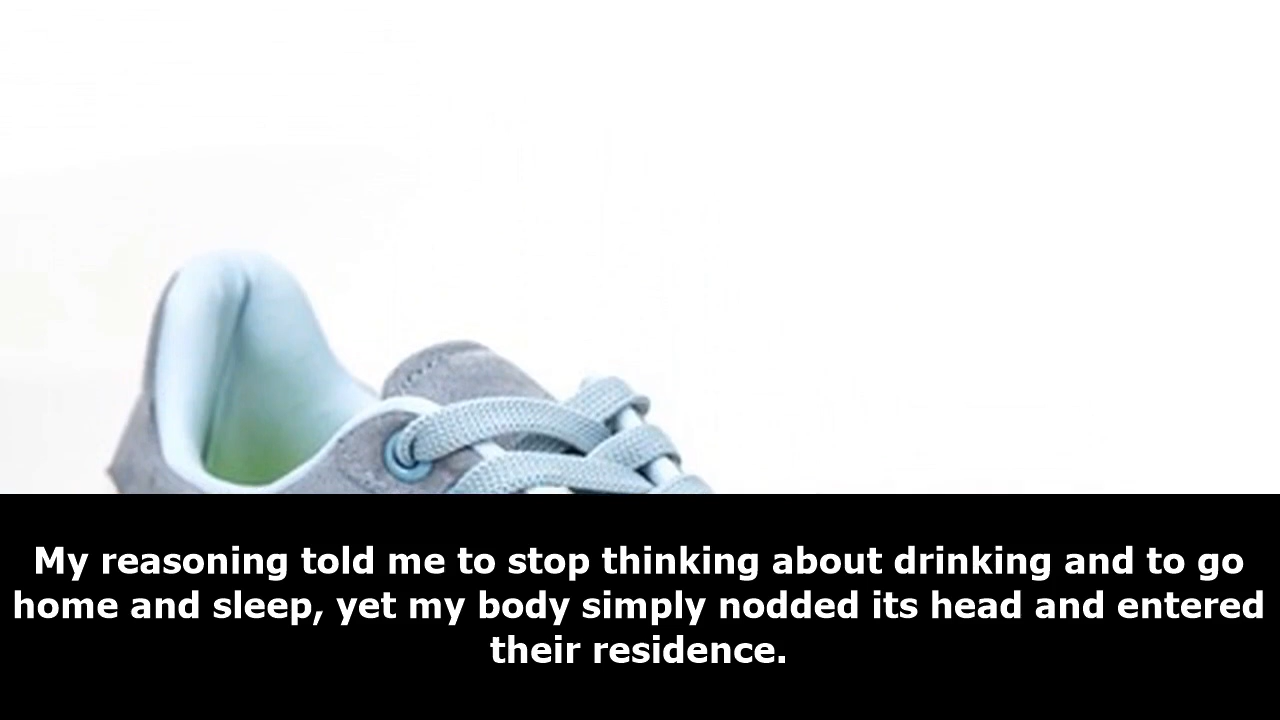 My reasoning told me to stop thinking about drinking and to go
home and sleep, yet my body simply nodded its head and entered
their residence.